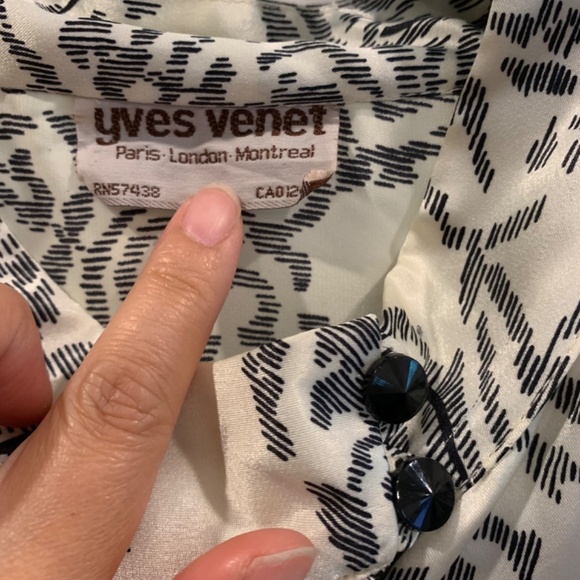 yves venet
Paris·London·Montreal
RN57438 CA012